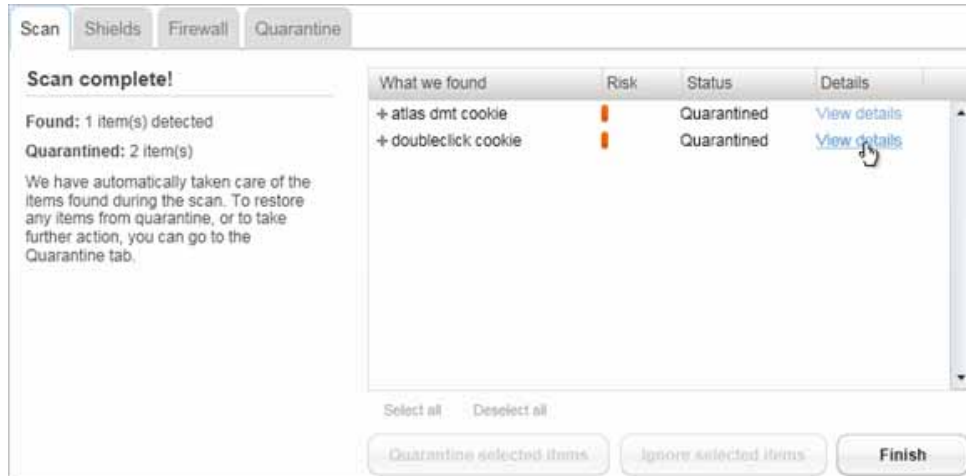 Scan Shields Firewall Quarantine
Scan complete!
Found: 1 item(s) detected
Quarantined: 2 item(s)
We have automatically taken care of the
items found during the scan. To restore
any items from quarantine, or to take
further action, you can go to the
Quarantine tab.
What we found Risk Status Details
+ atlas dmt cookie Quarantined View details
+ doubleclick cookie Quarantined View details
Select all Deselect all
Quarantine selected items Ignore selected items Finish